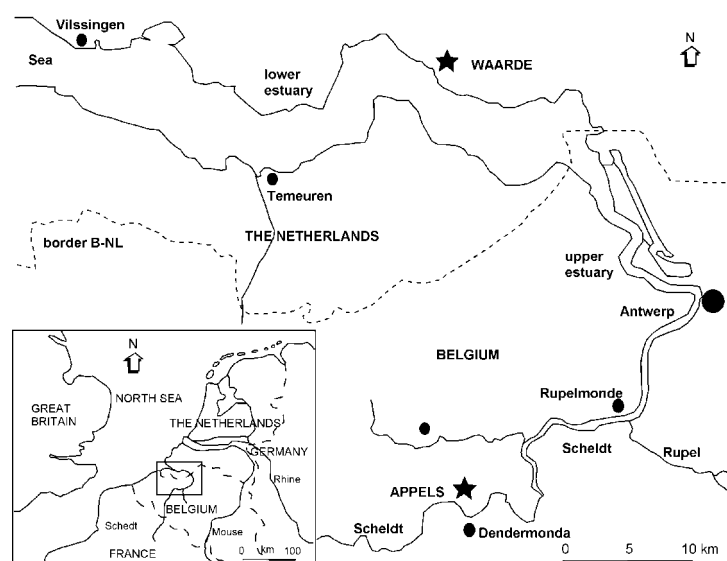 Vilssingen
Sea
lower
estuary
WAARDE
N
Temeuren
THE NETHERLANDS
border B-NL
upper
estuary
Antwerp
BELGIUM
Rupelmonde
Scheldt
Rupel
APPELS
Scheldt
Dendermonda
0 5 10 km
N
NORTH SEA
GREAT
BRITAIN
THE NETHERLANDS
GERMANY
Rhine
BELGIUM
Schedt
Mouse
FRANCE
0 km 100